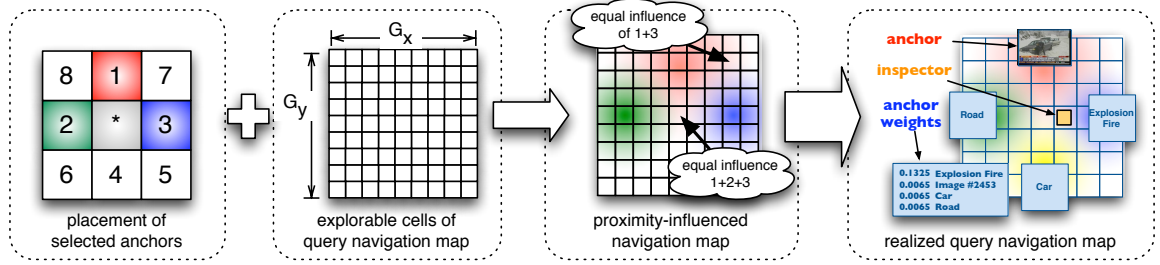 8 1 7
2 * 3
6 4 5
placement of
selected anchors
Gx
Gy
explorable cells of
query navigation map
equal influence
of 1+3
equal influence
1+2+3
proximity-influenced
navigation map
anchor
inspector
anchor
weights
Road
Explosion
Fire
Car
0.1325 Explosion Fire
0.0065 Image #2453
0.0065 Car
0.0065 Road
realized query navigation map